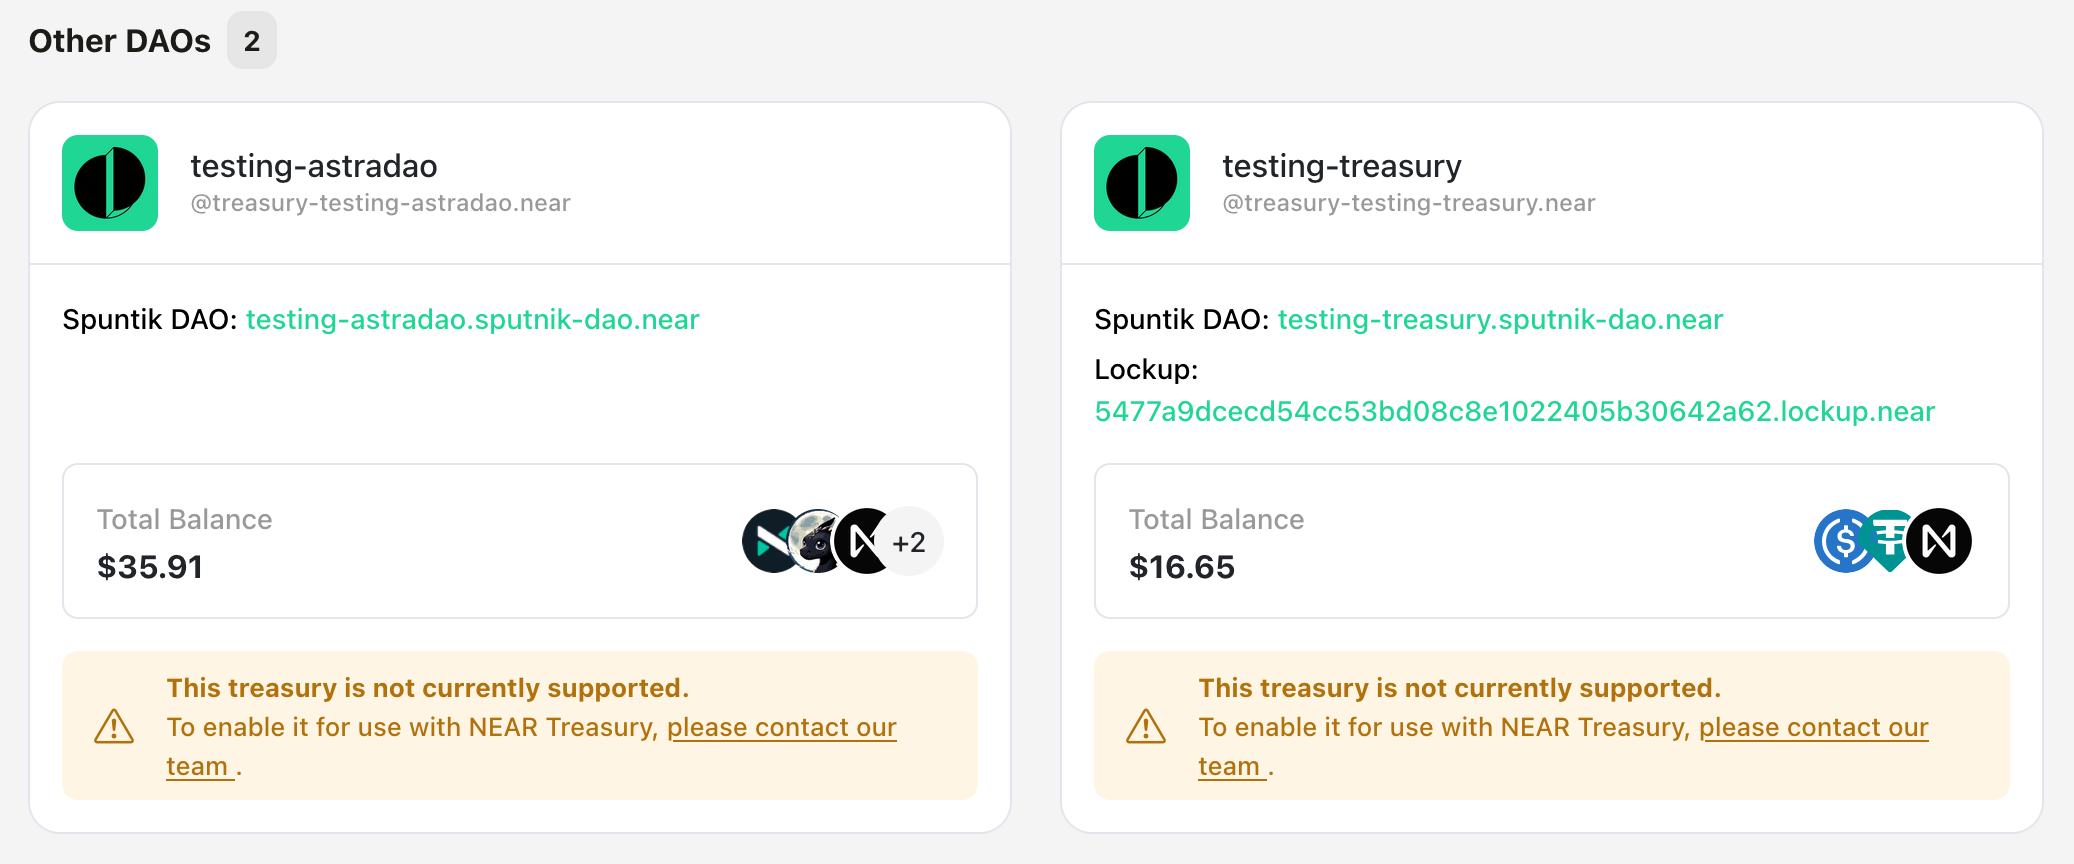 Other DAOs 2
testing-astradao
@treasury-testing-astradao.near
Spuntik DAO: testing-astradao.sputnik-dao.near
Total Balance
$35.91
+2
This treasury is not currently supported.
To enable it for use with NEAR Treasury, please contact our
team .
testing-treasury
@treasury-testing-treasury.near
Spuntik DAO: testing-treasury.sputnik-dao.near
Lockup:
5477a9dcecd54cc53bd08c8e1022405b30642a62.lockup.near
Total Balance
$16.65
This treasury is not currently supported.
To enable it for use with NEAR Treasury, please contact our
team .